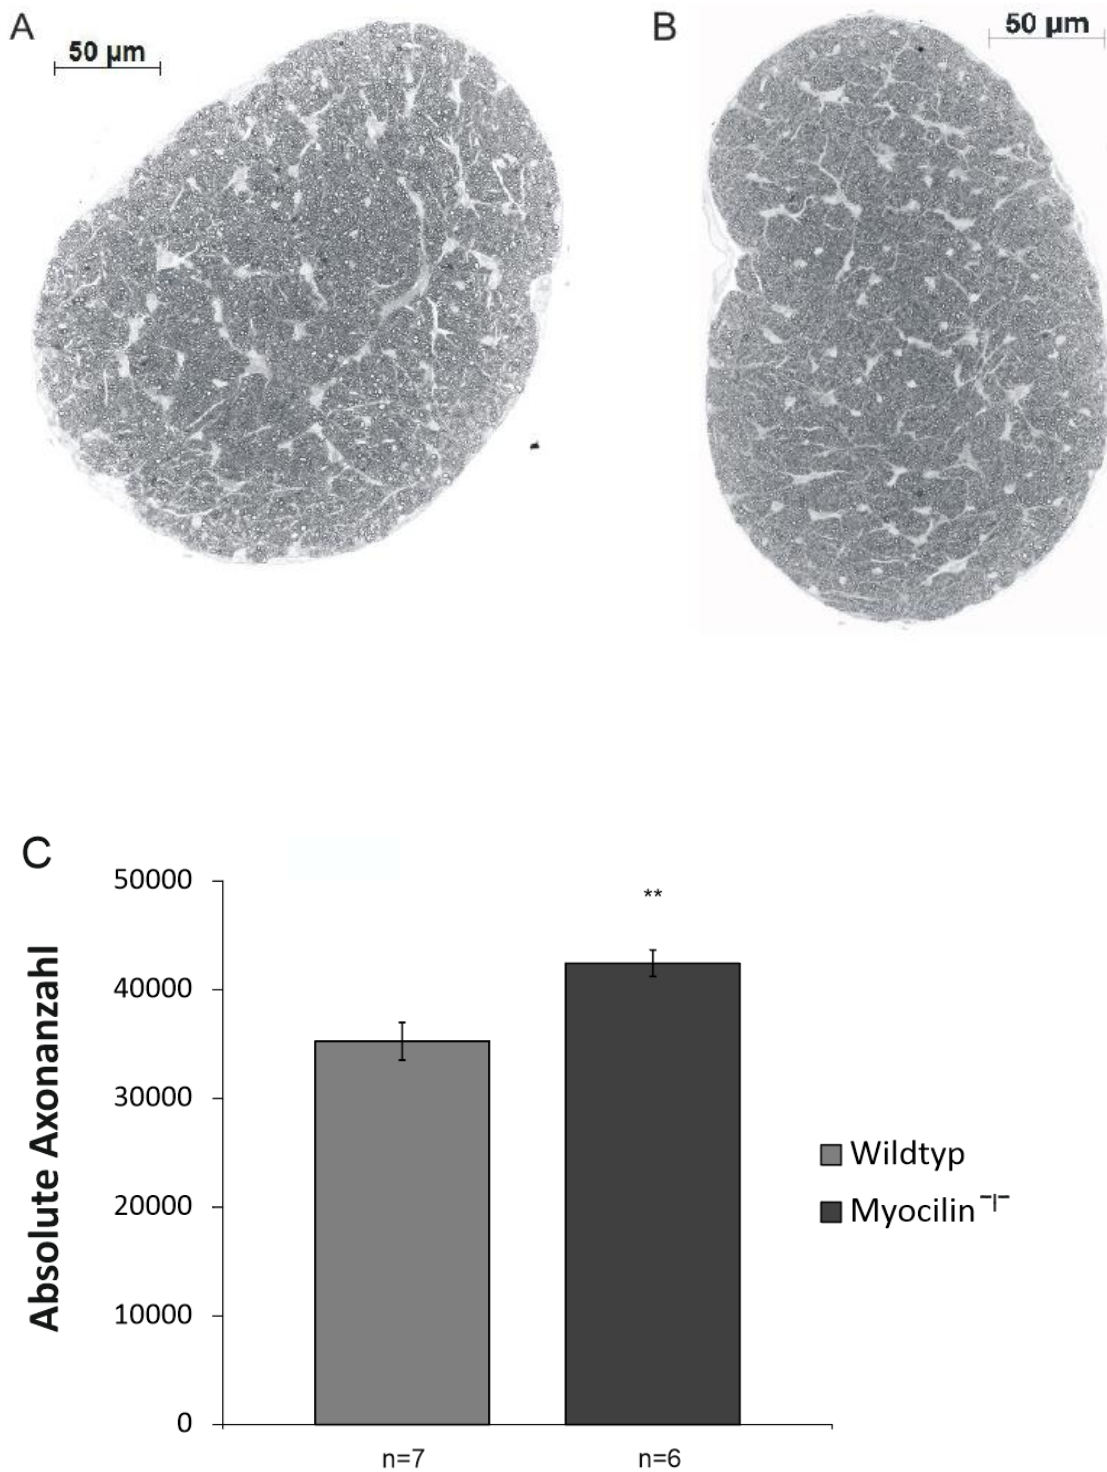 A
50 µm
B
50 µm
C
Absolute Axonanzahl
50000
40000
30000
20000
10000
0
**
n=7
n=6
Wildtyp
Myocilin −/−